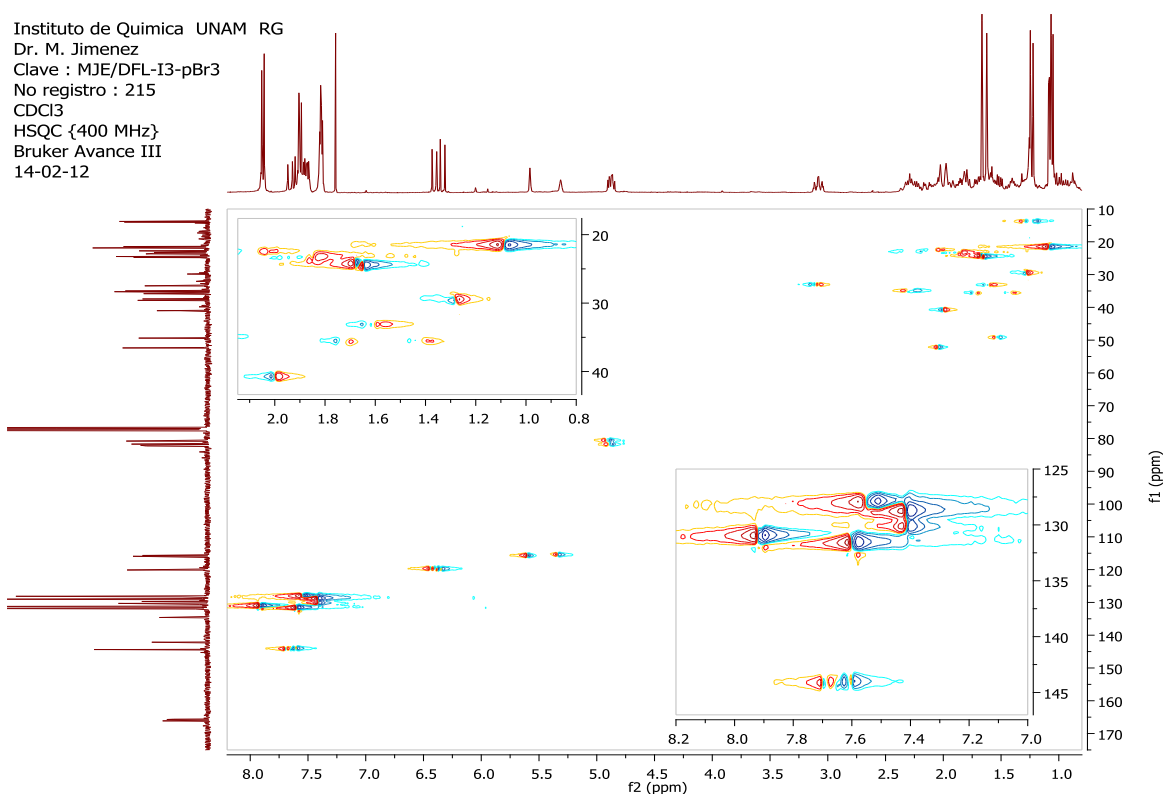 Instituto de Quimica UNAM RG
Dr. M. Jimenez
Clave : MJE/DFL-I3-pBr3
No registro : 215
CDCl3
HSQC {400 MHz}
Bruker Avance III
14-02-12
20
30
40
2.0 1.8 1.6 1.4 1.2 1.0 0.8
125
130
135
140
145
8.2 8.0 7.8 7.6 7.4 7.2 7.0
10
20
30
40
50
60
70
80
90
100
110
120
130
140
150
160
170
f1 (ppm)
8.0 7.5 7.0 6.5 6.0 5.5 5.0 4.5 4.0 3.5 3.0 2.5 2.0 1.5 1.0
f2 (ppm)